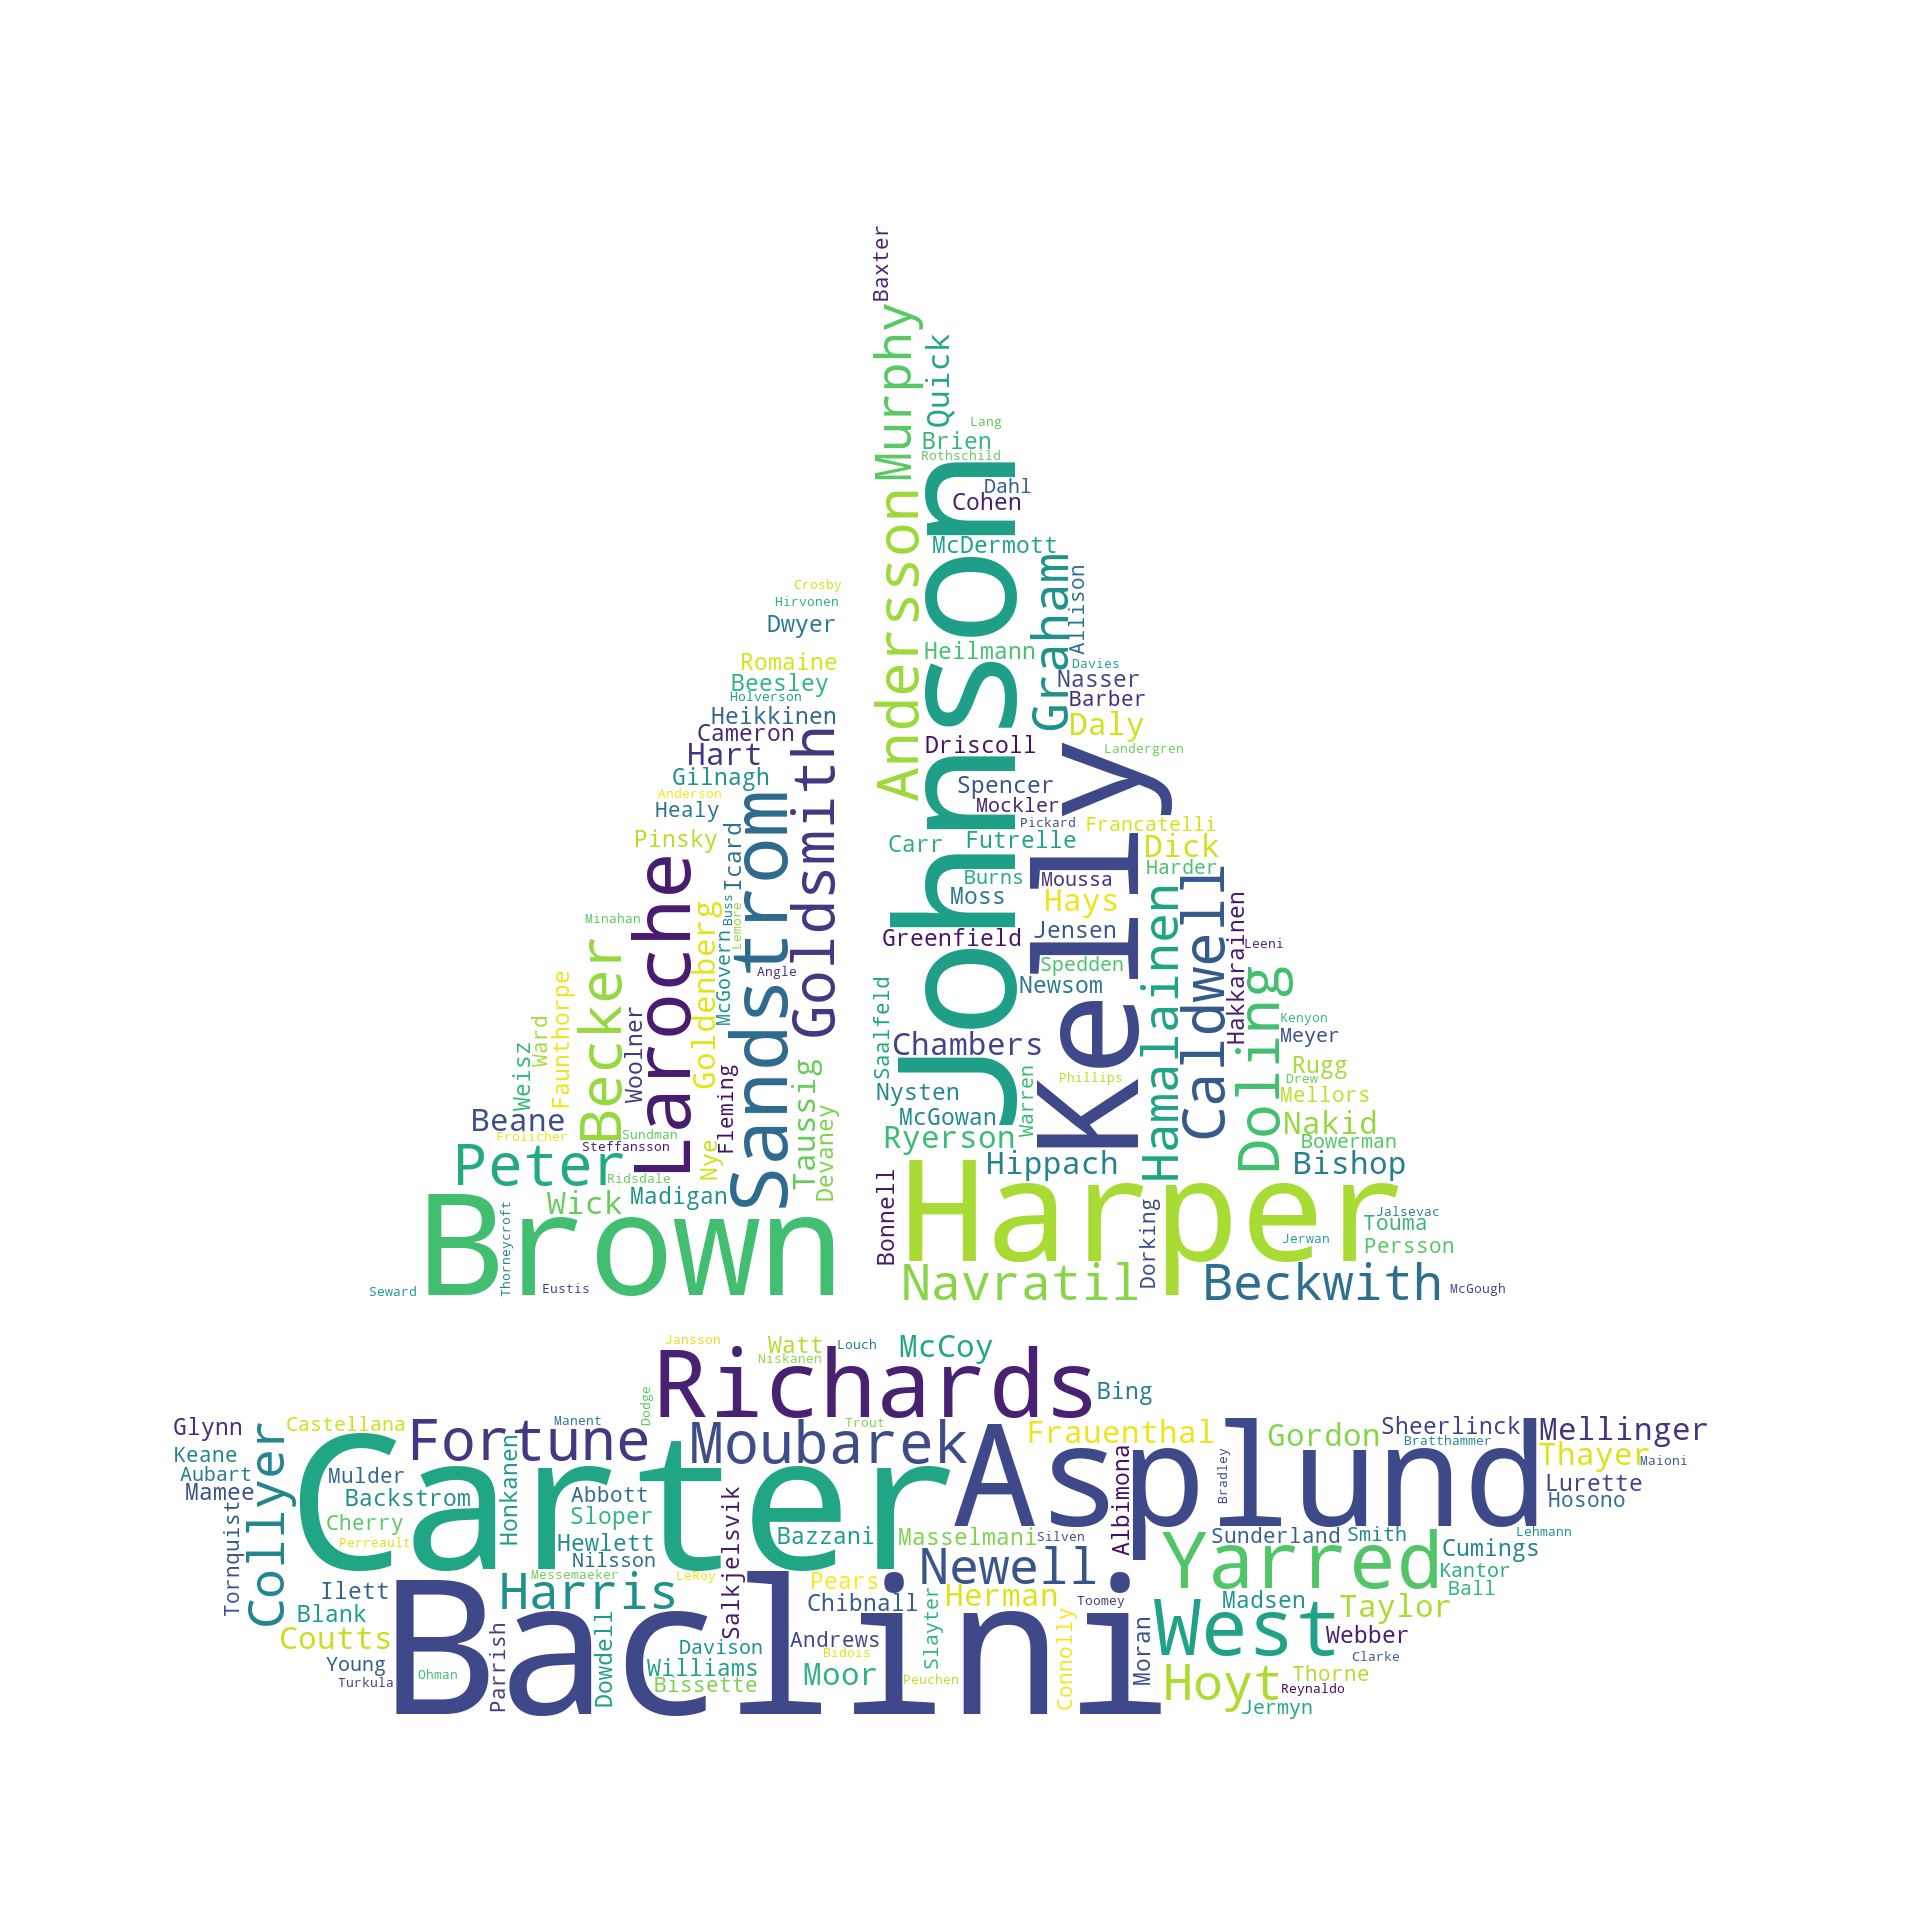 Baxter
Murphy
Quick
Lang
Brien
Rothschild
Dahl
Cohen
Andersson
Johnson
McDermott
Graham
Allison
Crosby
Hirvonen
Dwyer
Heilmann
Davies
Romaine
Nasser
Beesley
Barber
Holverson
Heikkinen
Daly
Cameron
Driscoll
Landergren
Hart
Goldsmith
Kelly
Gilnagh
Spencer
Anderson
Mockler
Healy
Pickard
Francatelli
Pinsky
Icard
Sandstrom
Carr
Futrelle
Dick
Laroche
Harder
Burns
Moussa
Moss
Hays
Hamalainen
Caldwell
Hakkarainen
Minahan
Buss
Lemore
Goldenberg
McGovern
Jensen
Greenfield
Leeni
Becker
Spedden
Angle
Newsom
Doling
Faunthorpe
Saalfeld
Woolner
Ward
Weisz
Kenyon
Meyer
Chambers
Rugg
Phillips
Drew
Fleming
Taussig
Nysten
Warren
Mellors
Beane
McGowan
Nakid
Frolicher
Sundman
Ryerson
Bowerman
Steffansson
Nye
Devaney
Peter
Hippach
Bishop
Ridsdale
Madigan
Wick
Bonnell
Harper
Brown
Thorneycroft
Dorking
Jalsevac
Touma
Jerwan
Persson
Seward
Eustis
Navratil
Beckwith
McGough
Jansson
Watt
Louch
McCoy
Niskanen
Richards
Bing
Dodge
Glynn
Castellana
Fortune
Manent
Trout
Moubarek
Frauenthal
Asplund
Gordon
Sheerlinck
Bratthammer
Mellinger
Keane
Collyer
Carter
Honkanen
Albimona
Bradley
Thayer
Maioni
Aubart
Mulder
Mamee
Backstrom
Abbott
Salkjelsvik
Lurette
Hosono
Tornquist
Cherry
Sloper
Perreault
Hewlett
Bazzani
Masselmani
Silven
Sunderland
Smith
Lehmann
Nilsson
Newell
Yarred
Cumings
Messemaeker
LeRoy
Pears
Kantor
Ilett
Harris
Chibnall
Herman
Toomey
Madsen
Ball
Blank
Baclini
West
Taylor
Coutts
Parrish
Dowdell
Davison
Andrews
Slayter
Connolly
Moran
Webber
Young
Williams
Bidois
Clarke
Ohman
Moor
Peuchen
Hoyt
Thorne
Turkula
Bissette
Reynaldo
Jermyn